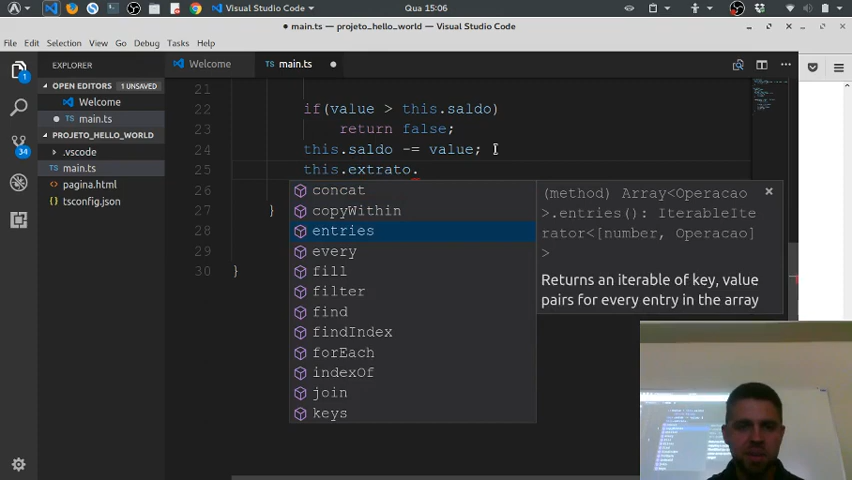 Visual Studio Code
Qua 15:06
main.ts | projeto_hello_world - Visual Studio Code
File Edit Selection View Go Debug Tasks Help
EXPLORER
OPEN EDITORS 1 UNSAVED
Welcome
main.ts
PROJETO_HELLO_WORLD
.vscode
main.ts
pagina.html
tsconfig.json
1
Welcome
main.ts
21
22 if(value > this.saldo)
23 return false;
24 this.saldo -= value;
25 this.extrato.
26
27 }
28
29
30 }
concat
copyWithin
entries
every
fill
filter
find
findIndex
forEach
indexOf
join
keys
(method) Array<Operacao
>.entries(): IterableIte
rator<[number, Operacao]
>
Returns an iterable of key, value
pairs for every entry in the array